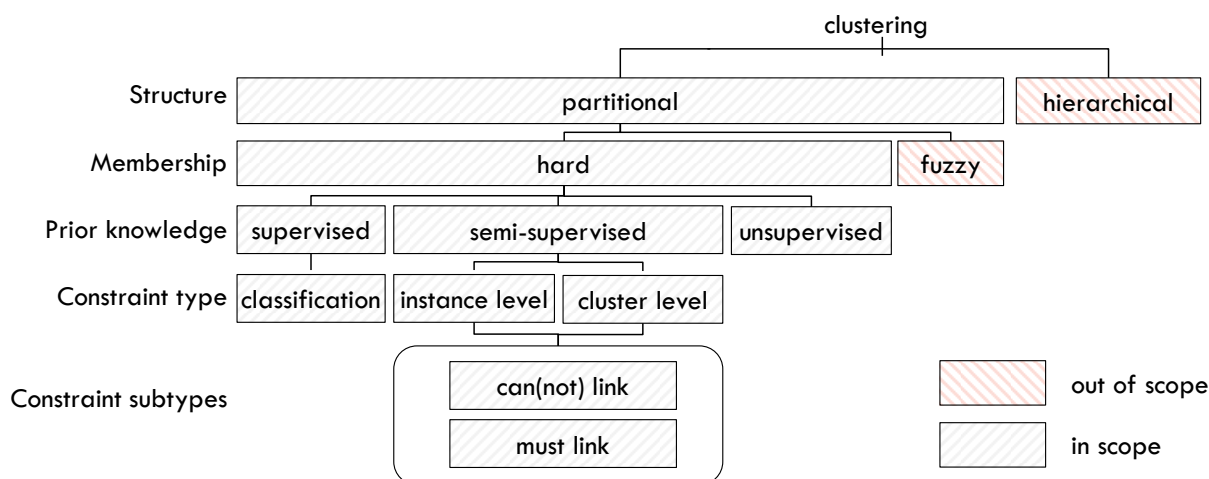 clustering
Structure
partitional
hierarchical
Membership
hard
fuzzy
Prior knowledge
supervised
semi-supervised
unsupervised
Constraint type
classification
instance level
cluster level
Constraint subtypes
can(not) link
must link
out of scope
in scope